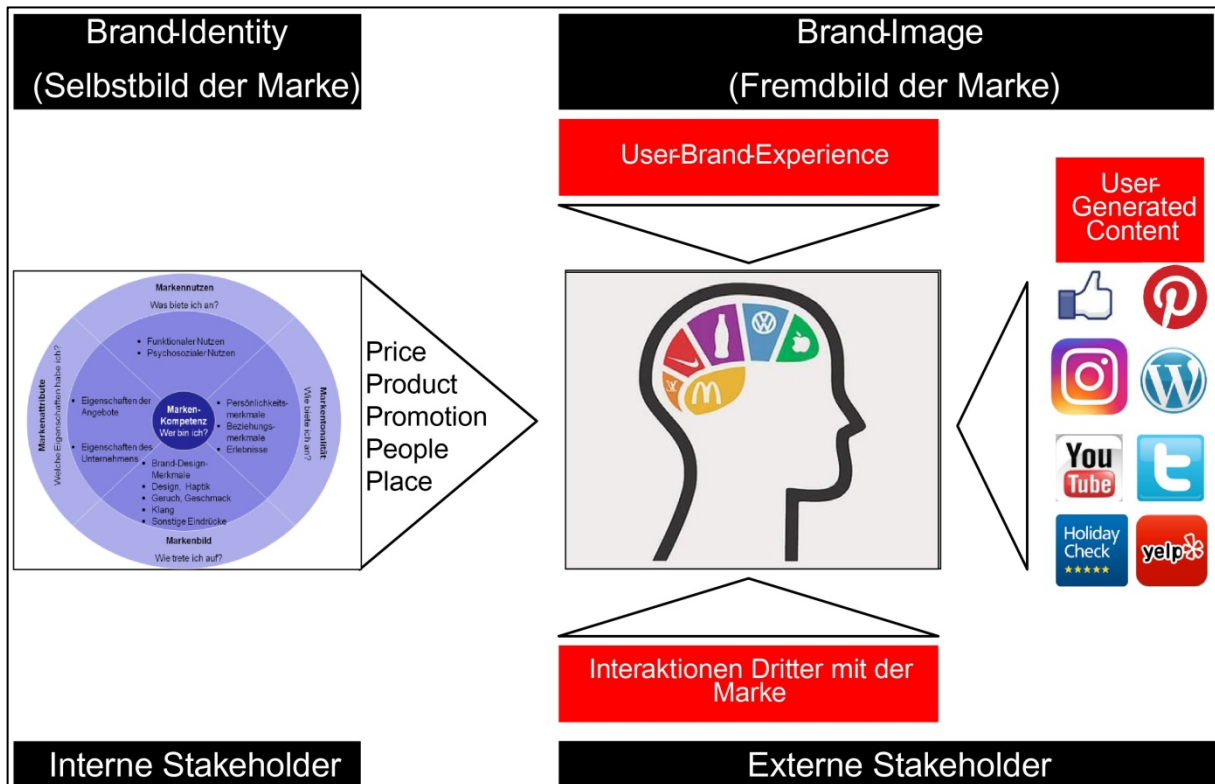 Brand-Identity
(Selbstbild der Marke)
Brand-Image
(Fremdbild der Marke)
User-Brand-Experience
User-
Generated
Content
Markennutzen
Was biete ich an?
• Funktionaler Nutzen
• Psychosozialer Nutzen
Markenattribute
Welche Eigenschaften habe ich?
• Eigenschaften der
Angebote
• Eigenschaften des
Unternehmens
Marken-
Kompetenz
Wer bin ich?
• Persönlichkeits-
merkmale
• Beziehungs-
merkmale
• Erlebnisse
Markentonalität
Wie biete ich an?
• Brand-Design-
Merkmale
• Design, Haptik
• Geruch, Geschmack
• Klang
• Sonstige Eindrücke
Markenbild
Wie trete ich auf?
Price
Product
Promotion
People
Place
You
Tube
Holiday
Check
yelp
Interaktionen Dritter mit der
Marke
Interne Stakeholder
Externe Stakeholder